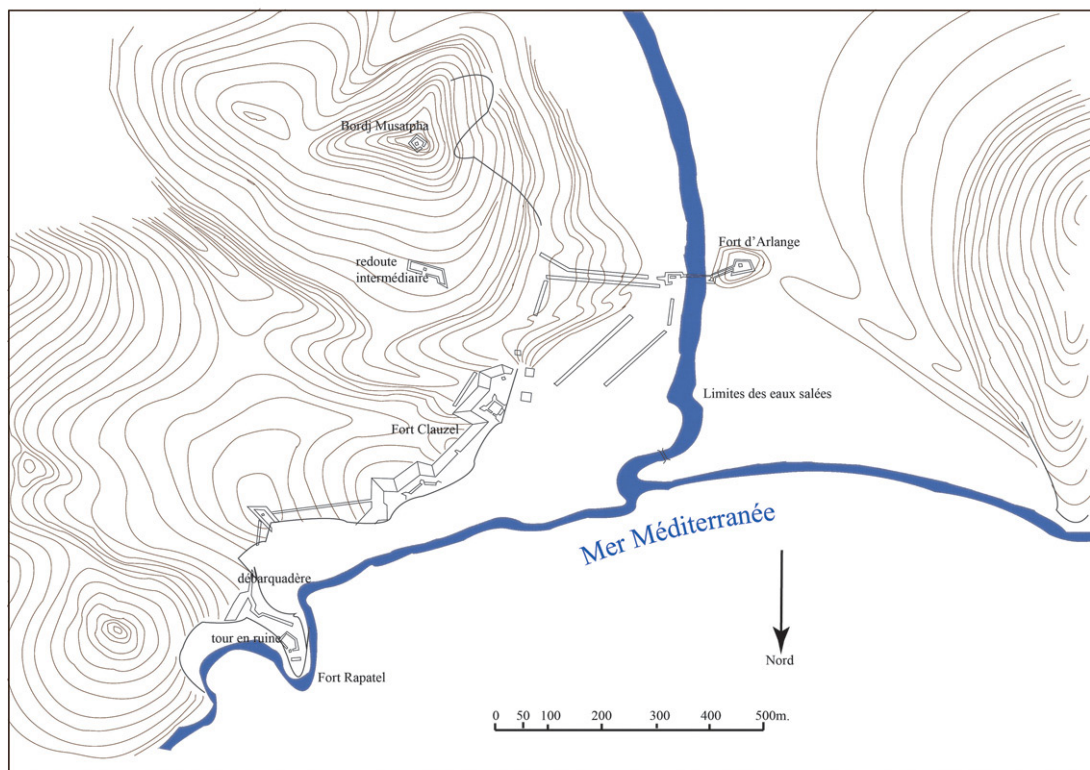 Bordj Musatpha
Fort d'Arlange
redoute
intermédiaire
Limites des eaux salées
Fort Clauzel
Mer Méditerranée
débarquadère
tour en ruine
Fort Rapatel
Nord
0 50 100 200 300 400 500m.